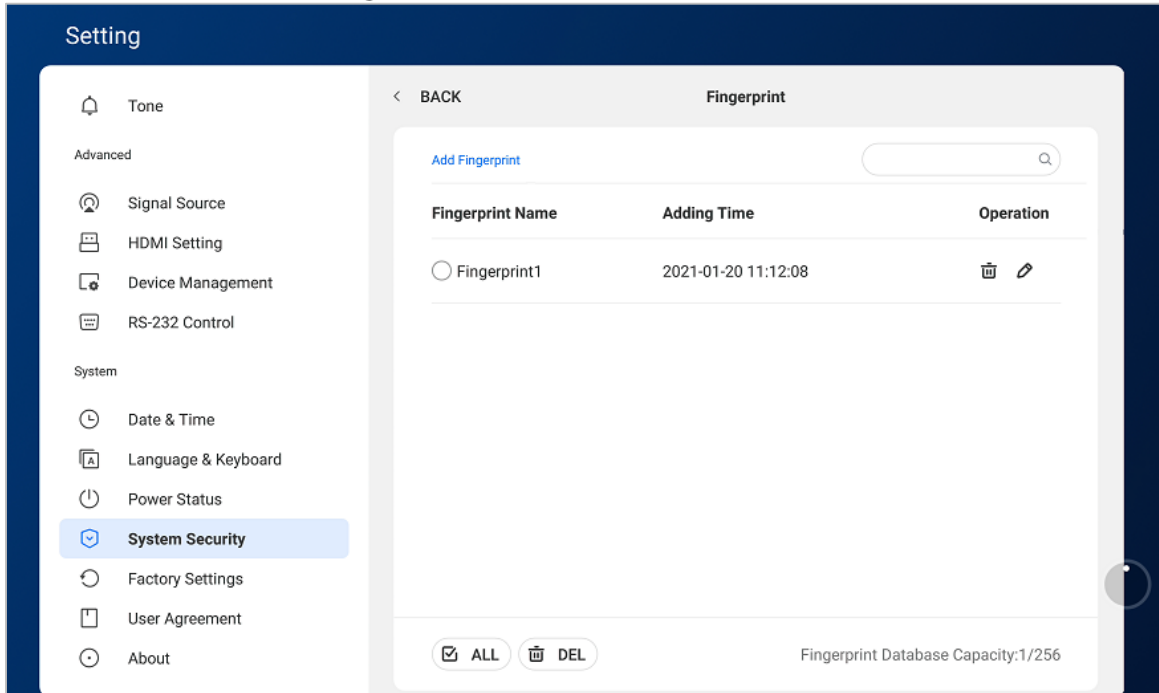 Setting
Tone
Advanced
Signal Source
HDMI Setting
Device Management
RS-232 Control
System
Date & Time
Language & Keyboard
Power Status
System Security
Factory Settings
User Agreement
About
BACK
Fingerprint
Add Fingerprint
Fingerprint Name Adding Time Operation
Fingerprint1 2021-01-20 11:12:08
ALL DEL Fingerprint Database Capacity:1/256